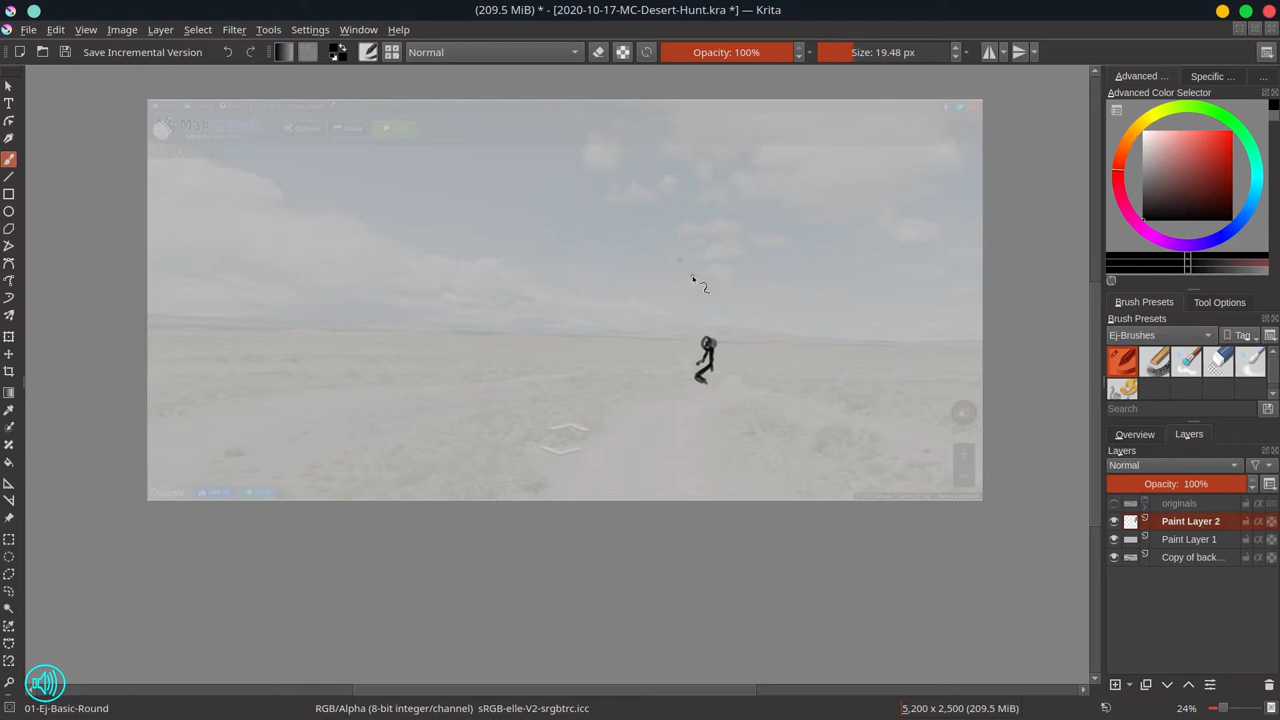 (209.5 MiB) * - [2020-10-17-MC-Desert-Hunt.kra *] — Krita
File Edit View Image Layer Select Filter Tools Settings Window Help
Save Incremental Version
Normal
Opacity: 100%
Size: 19.48 px
Advanced ...
Specific ...
...
Advanced Color Selector
Share
Brush Presets
Tool Options
Brush Presets
Ej-Brushes
Tag
Search
Overview
Layers
Layers
Normal
Opacity: 100%
originals
Paint Layer 2
Paint Layer 1
Copy of back...
Google
01-Ej-Basic-Round
RGB/Alpha (8-bit integer/channel) sRGB-elle-V2-srgbtrc.icc
5,200 x 2,500 (209.5 MiB)
24%